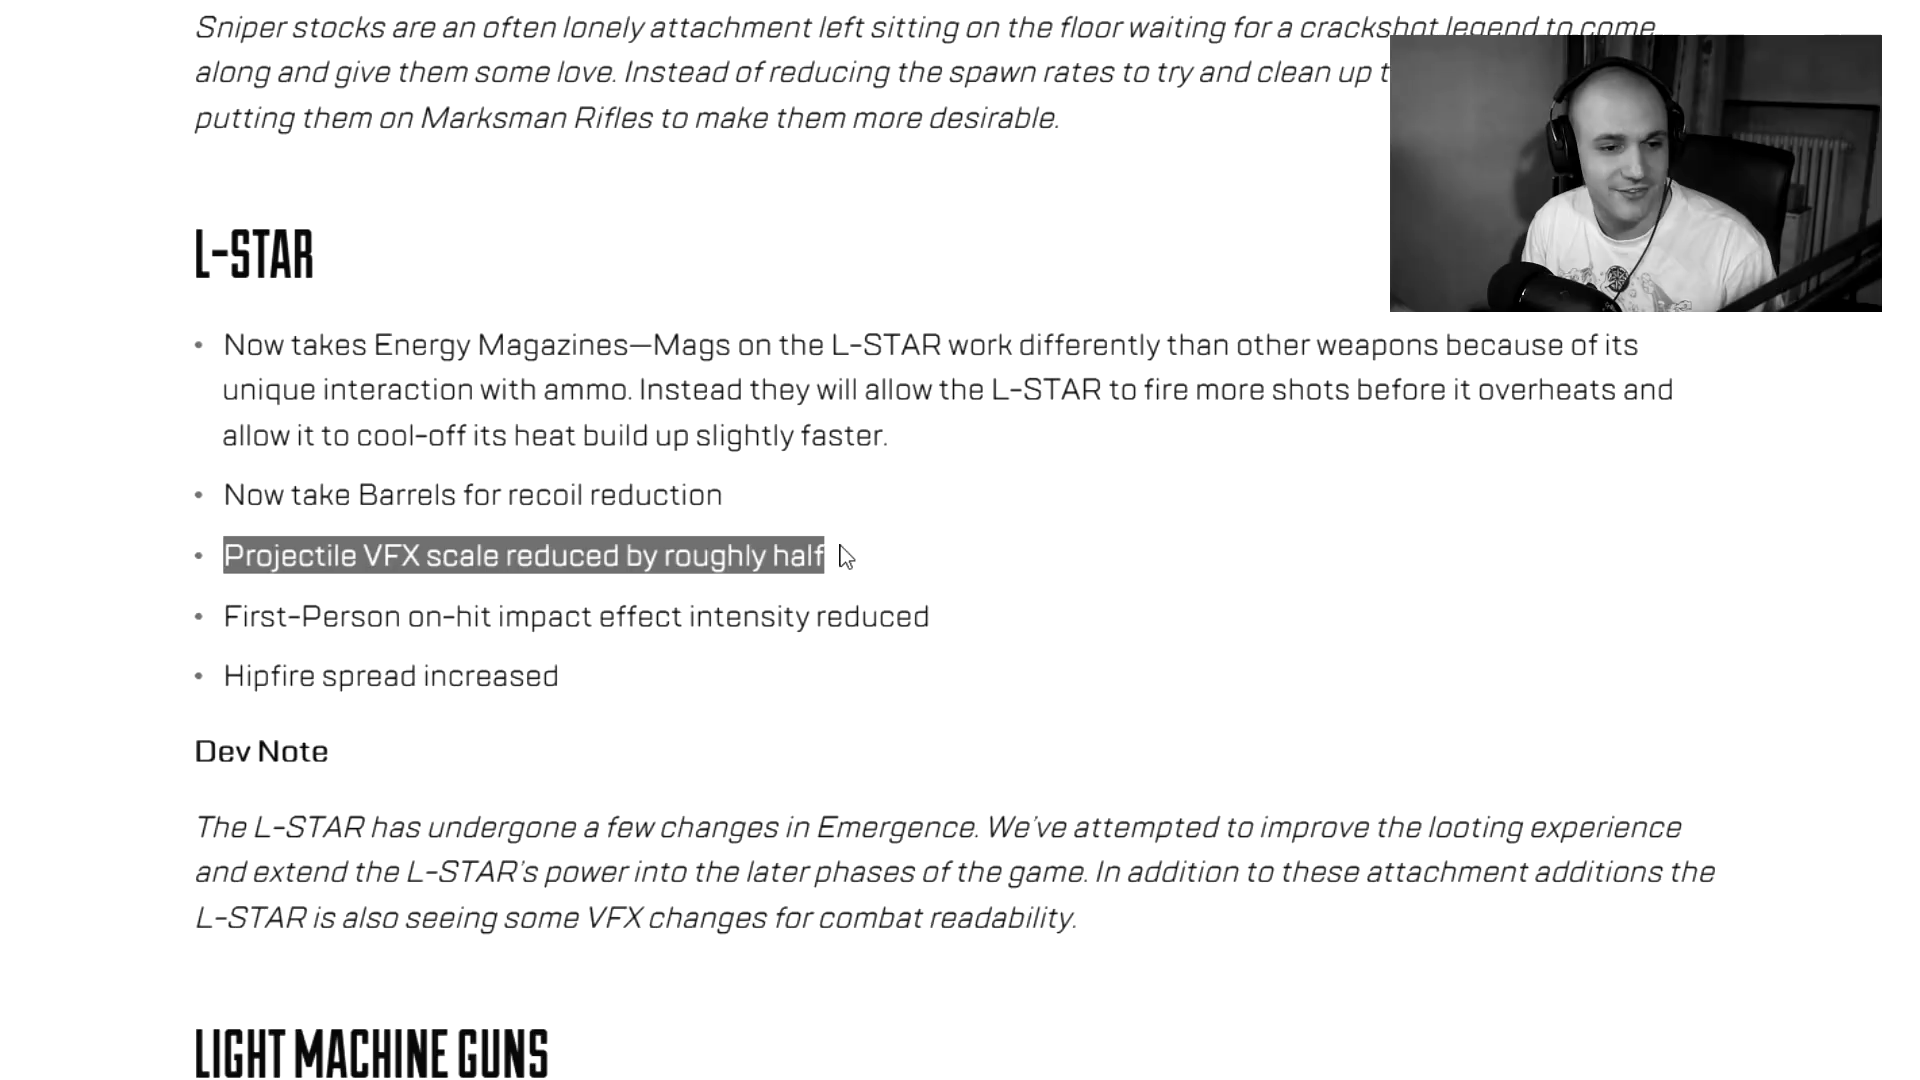 Sniper stocks are an often lonely attachment left sitting on the floor waiting for a crackshot legend to come
along and give them some love. Instead of reducing the spawn rates to try and clean up
putting them on Marksman Rifles to make them more desirable.
L-STAR
• Now takes Energy Magazines—Mags on the L-STAR work differently than other weapons because of its
unique interaction with ammo. Instead they will allow the L-STAR to fire more shots before it overheats and
allow it to cool-off its heat build up slightly faster.
• Now take Barrels for recoil reduction
• Projectile VFX scale reduced by roughly half
• First-Person on-hit impact effect intensity reduced
• Hipfire spread increased
Dev Note
The L-STAR has undergone a few changes in Emergence. We've attempted to improve the looting experience
and extend the L-STAR's power into the later phases of the game. In addition to these attachment additions the
L-STAR is also seeing some VFX changes for combat readability.
LIGHT MACHINE GUNS